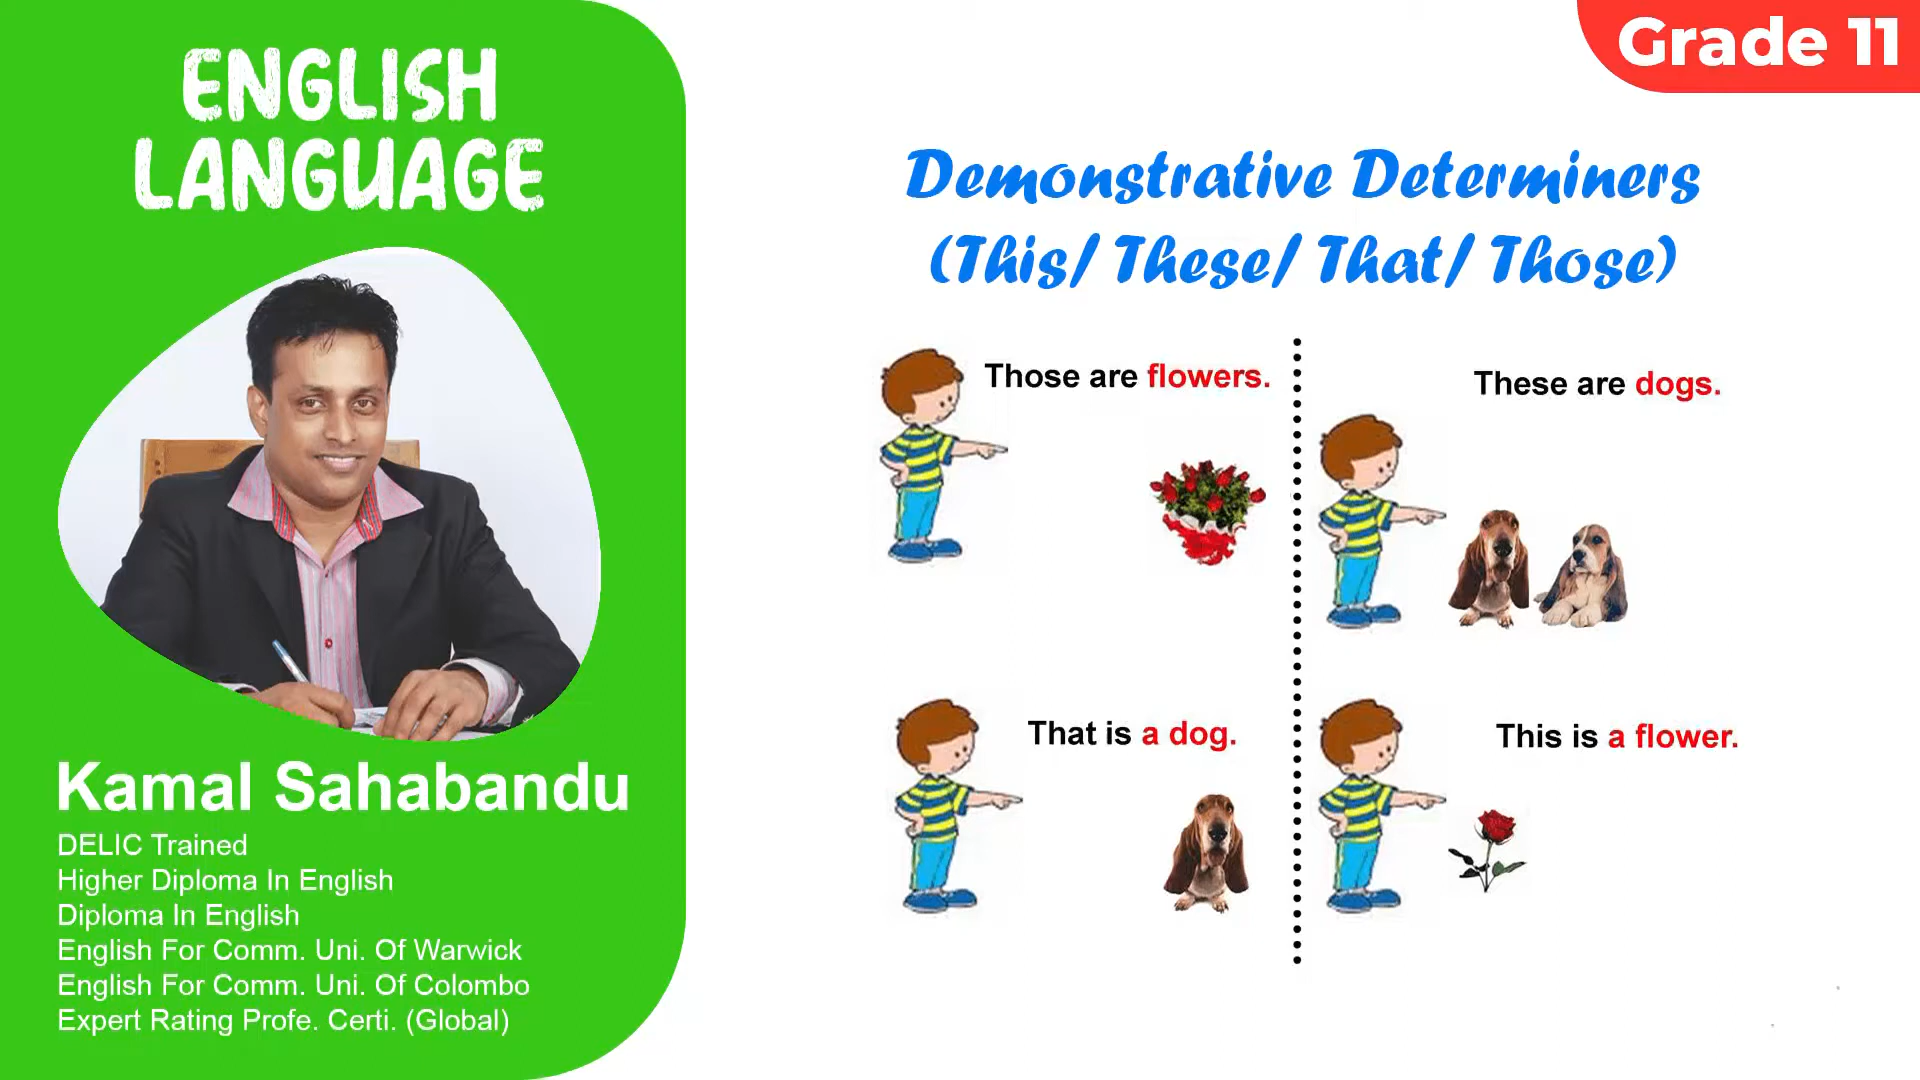 ENGLISH
LANGUAGE
Kamal Sahabandu
DELIC Trained
Higher Diploma In English
Diploma In English
English For Comm. Uni. Of Warwick
English For Comm. Uni. Of Colombo
Expert Rating Profe. Certi. (Global)
Grade 11
Demonstrative Determiners
(This/ These/ That/ Those)
Those are flowers.
These are dogs.
That is a dog.
This is a flower.